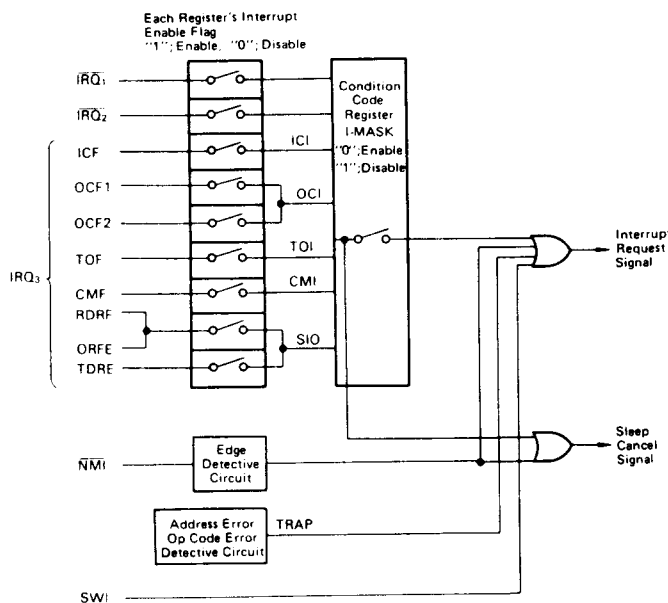 Each Register's Interrupt
Enable Flag
"1"; Enable, "0"; Disable
IRQ1
IRQ2
ICF
OCF1
OCF2
TOF
CMF
RDRF
ORFE
TDRE
IRQ3
ICI
OCI
TOI
CMI
SIO
Condition
Code
Register
I-MASK
"0";Enable
"1";Disable
Interrupt
Request
Signal
Sleep
Cancel
Signal
NMI
Edge
Detective
Circuit
Address Error
Op Code Error
Detective Circuit
TRAP
SWI